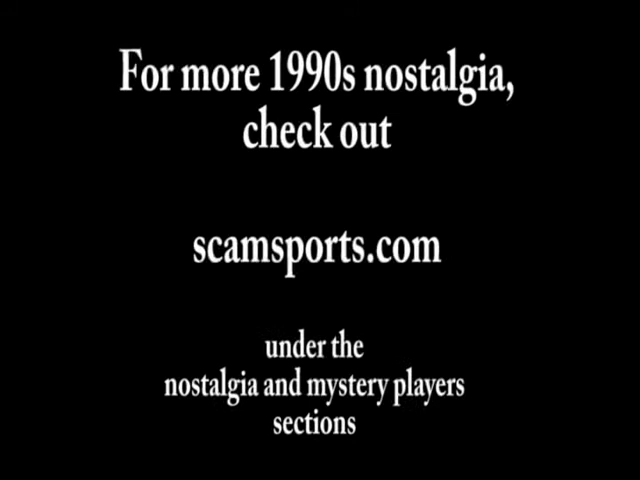 For more 1990s nostalgia,
check out
scamsports.com
under the
nostalgia and mystery players
sections